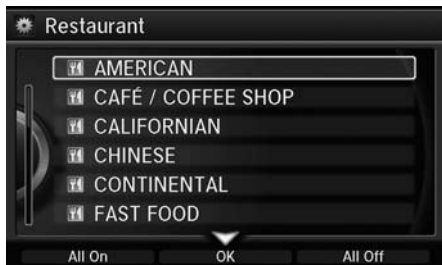 Restaurant
AMERICAN
CAFÉ / COFFEE SHOP
CALIFORNIAN
CHINESE
CONTINENTAL
FAST FOOD
All On OK All Off